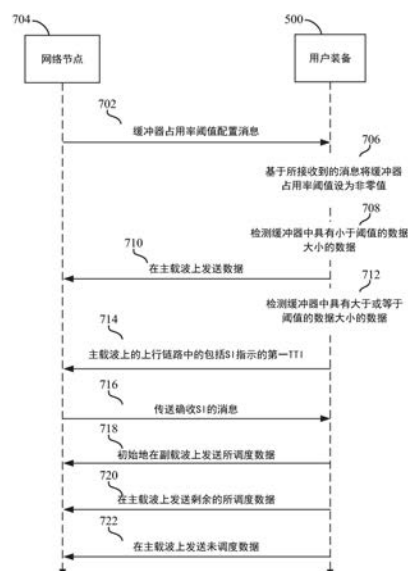 704
500
网络节点
用户装备
702
缓冲器占用率阈值配置消息
706
基于所接收到的消息将缓冲器
占用率阈值设为非零值
708
检测缓冲器中具有小于阈值的数据
大小的数据
710
在主载波上发送数据
712
检测缓冲器中具有大于或等于
阈值的数据大小的数据
714
主载波上的上行链路中的包括SI指示的第一TTI
716
传送确收SI的消息
718
初始地在副载波上发送所调度数据
720
在主载波上发送剩余的所调度数据
722
在主载波上发送未调度数据